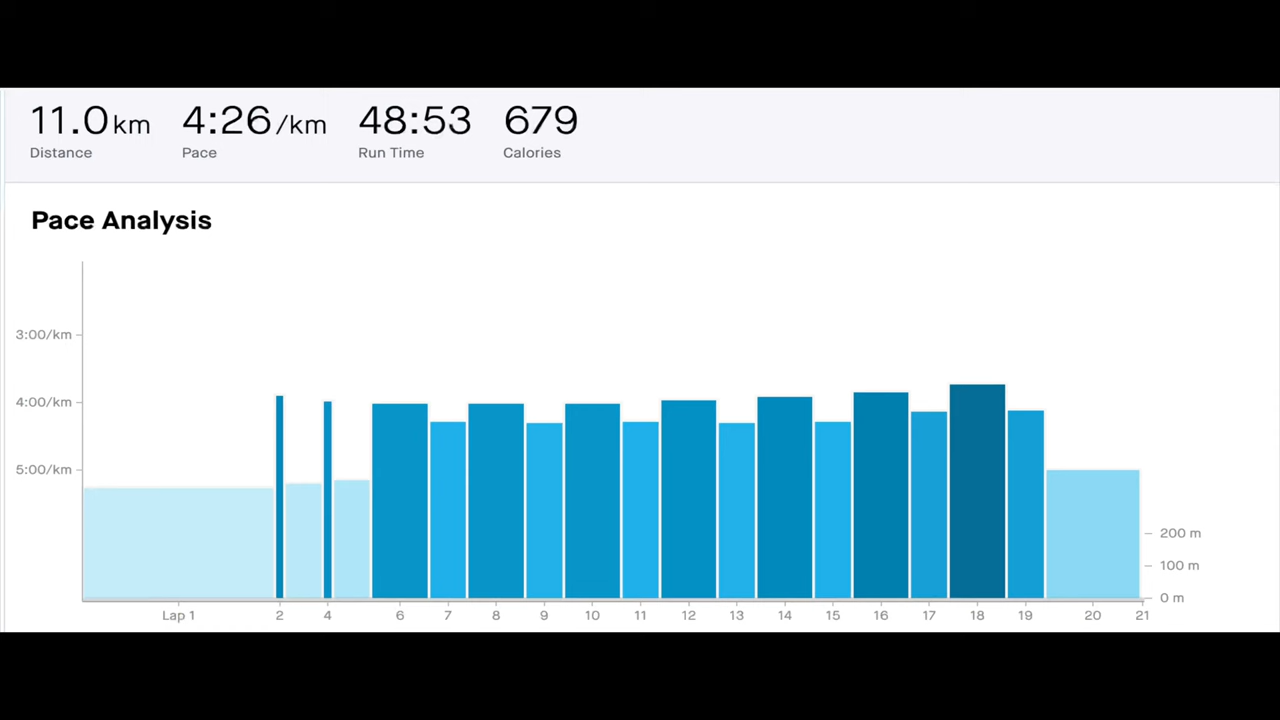 11.0 km 4:26 /km 48:53 679
Distance Pace Run Time Calories
Pace Analysis
3:00/km
4:00/km
5:00/km
200 m
100 m
0 m
Lap 1 2 4 6 7 8 9 10 11 12 13 14 15 16 17 18 19 20 21